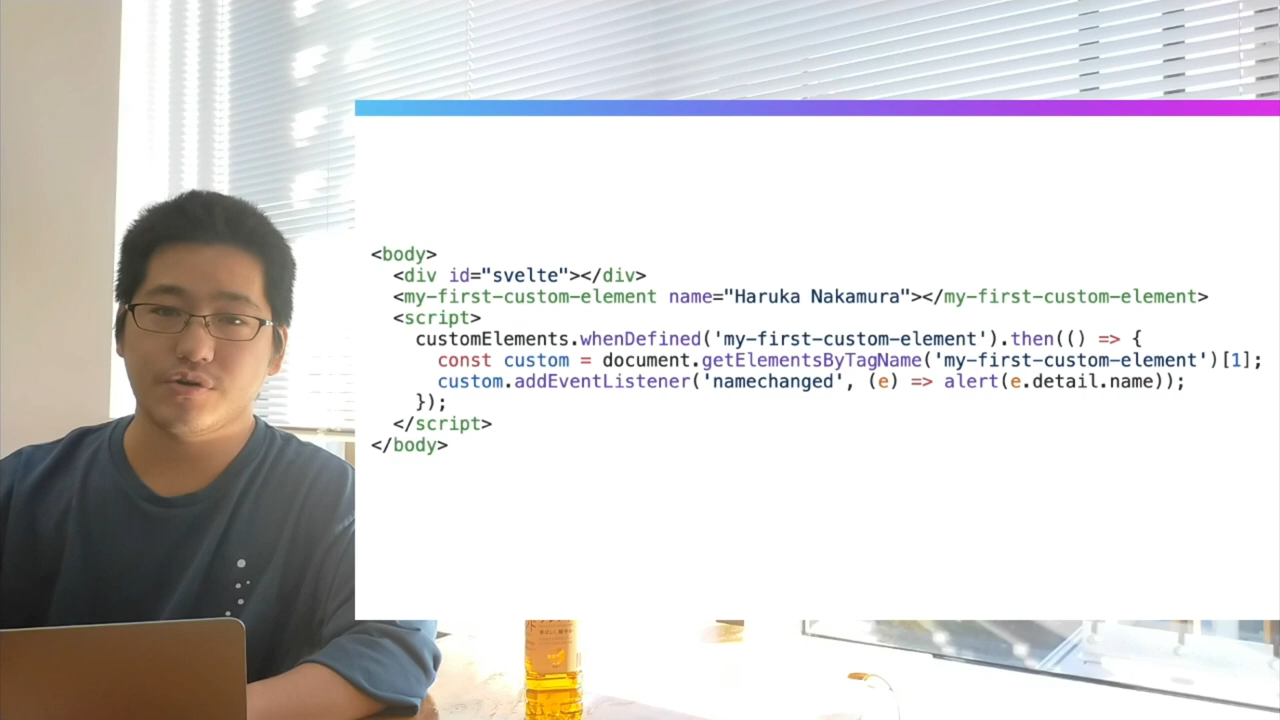 <body>
  <div id="svelte"></div>
  <my-first-custom-element name="Haruka Nakamura"></my-first-custom-element>
  <script>
    customElements.whenDefined('my-first-custom-element').then(() => {
      const custom = document.getElementsByTagName('my-first-custom-element')[1];
      custom.addEventListener('namechanged', (e) => alert(e.detail.name));
    });
  </script>
</body>